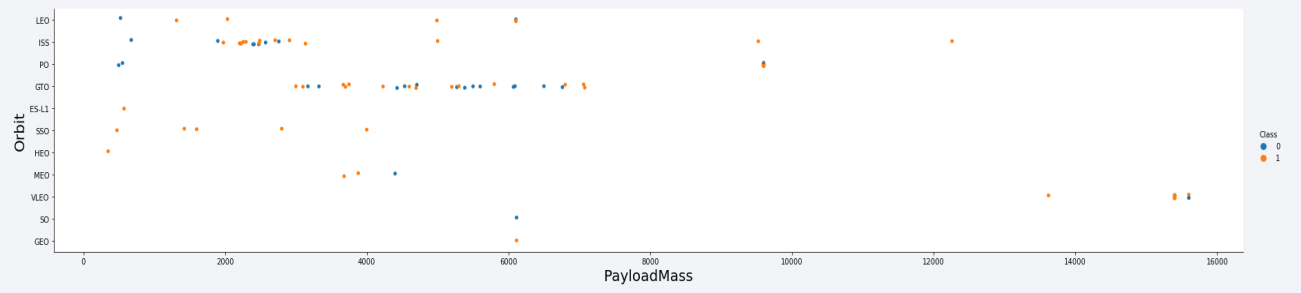 LEO
ISS
PO
GTO
ES-L1
SSO
HEO
MEO
VLEO
SO
GEO
Orbit
0 2000 4000 6000 8000 10000 12000 14000 16000
PayloadMass
Class
0
1